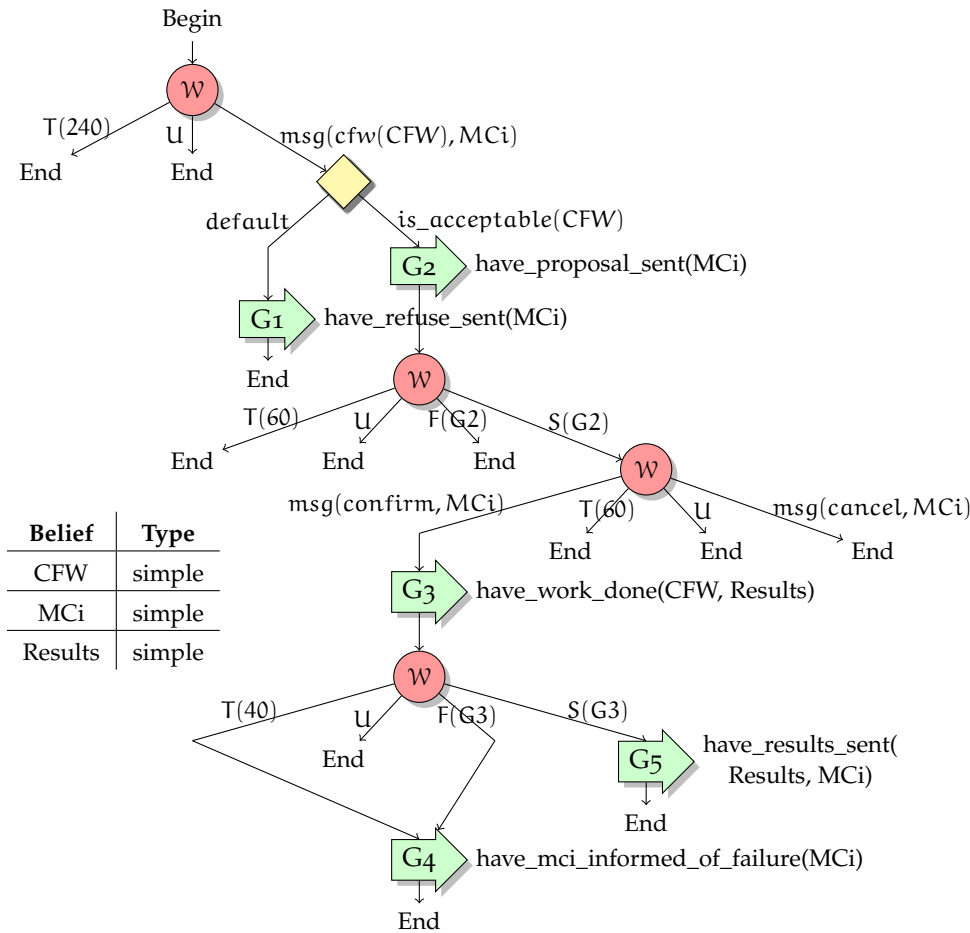 Begin
W
T(240)
U
msg(cfw(CFW), MCi)
End
End
default
is_acceptable(CFW)
G2
have_proposal_sent(MCi)
G1
have_refuse_sent(MCi)
End
W
T(60)
U
F(G2)
S(G2)
End
End
End
W
msg(confirm, MCi)
T(60)
U
msg(cancel, MCi)
End
End
End
Belief Type
CFW simple
MCi simple
Results simple
G3
have_work_done(CFW, Results)
W
T(40)
U
F(G3)
S(G3)
End
G5
have_results_sent(
Results, MCi)
End
G4
have_mci_informed_of_failure(MCi)
End